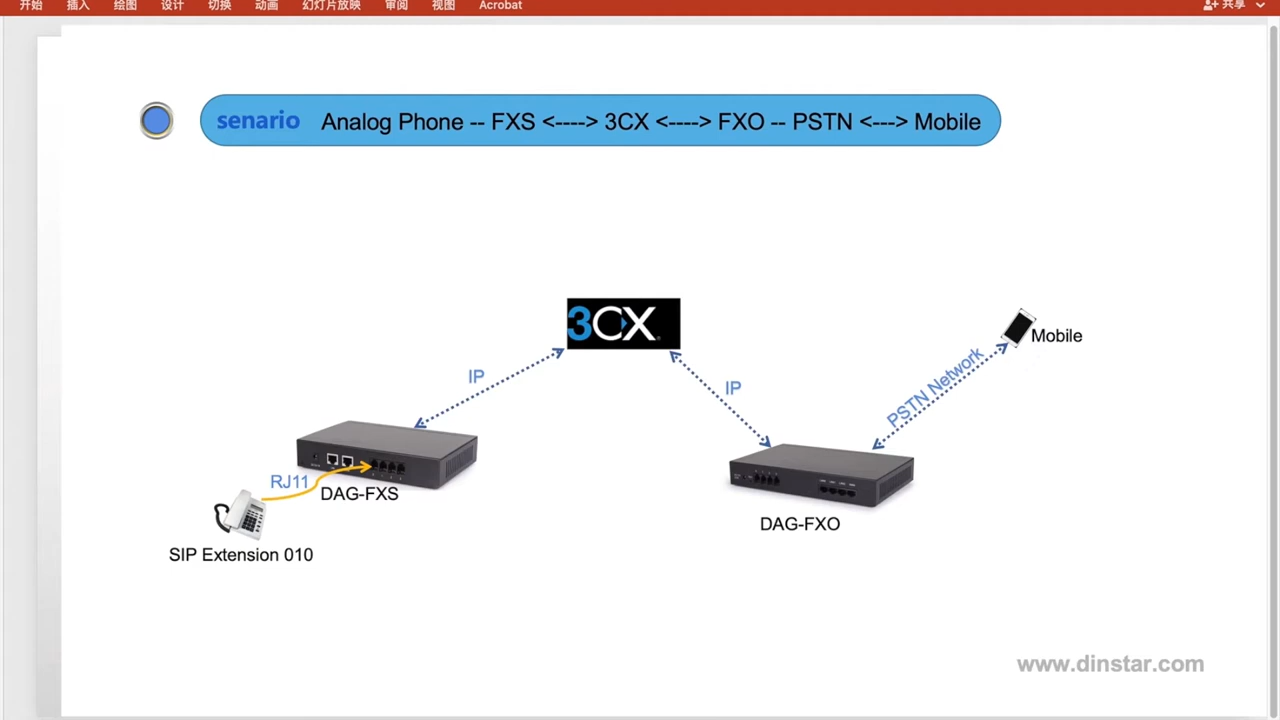 开始 插入 绘图 设计 切换 动画 幻灯片放映 审阅 视图 Acrobat 共享
senario Analog Phone -- FXS <----> 3CX <----> FXO -- PSTN <---> Mobile
3CX
Mobile
IP
IP
PSTN Network
RJ11
DAG-FXS
DAG-FXO
SIP Extension 010
www.dinstar.com